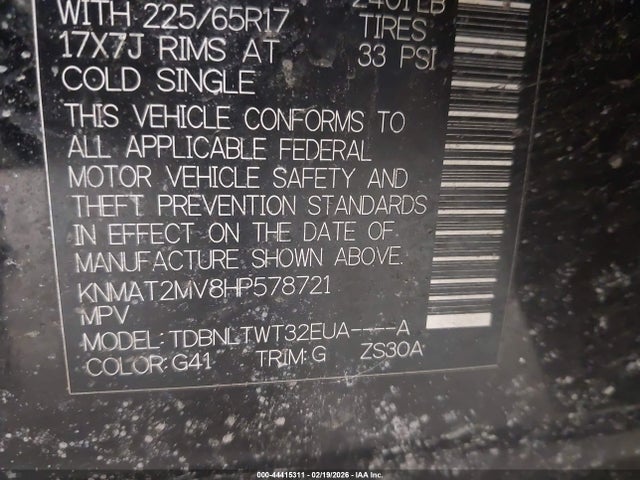 WITH 225/65R17 TIRES
17X7J RIMS AT 33 PSI
COLD SINGLE
THIS VEHICLE CONFORMS TO
ALL APPLICABLE FEDERAL
MOTOR VEHICLE SAFETY AND
THEFT PREVENTION STANDARDS
IN EFFECT ON THE DATE OF
MANUFACTURE SHOWN ABOVE.
KNMAT2MV8HP578721
MPV
MODEL:TDBNLTWT32EUA----A
COLOR:G41 TRIM:G ZS30A
000-44415311 - 02/19/2026 - IAA Inc.